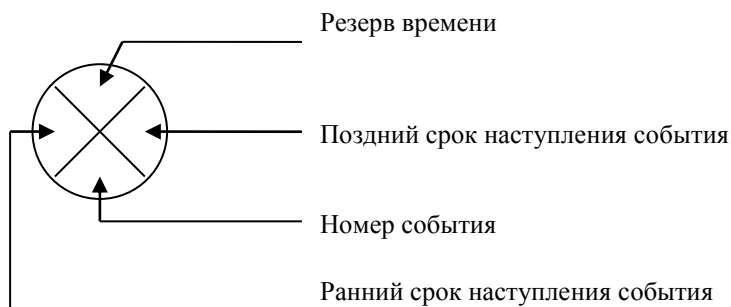 Резерв времени
Поздний срок наступления события
Номер события
Ранний срок наступления события